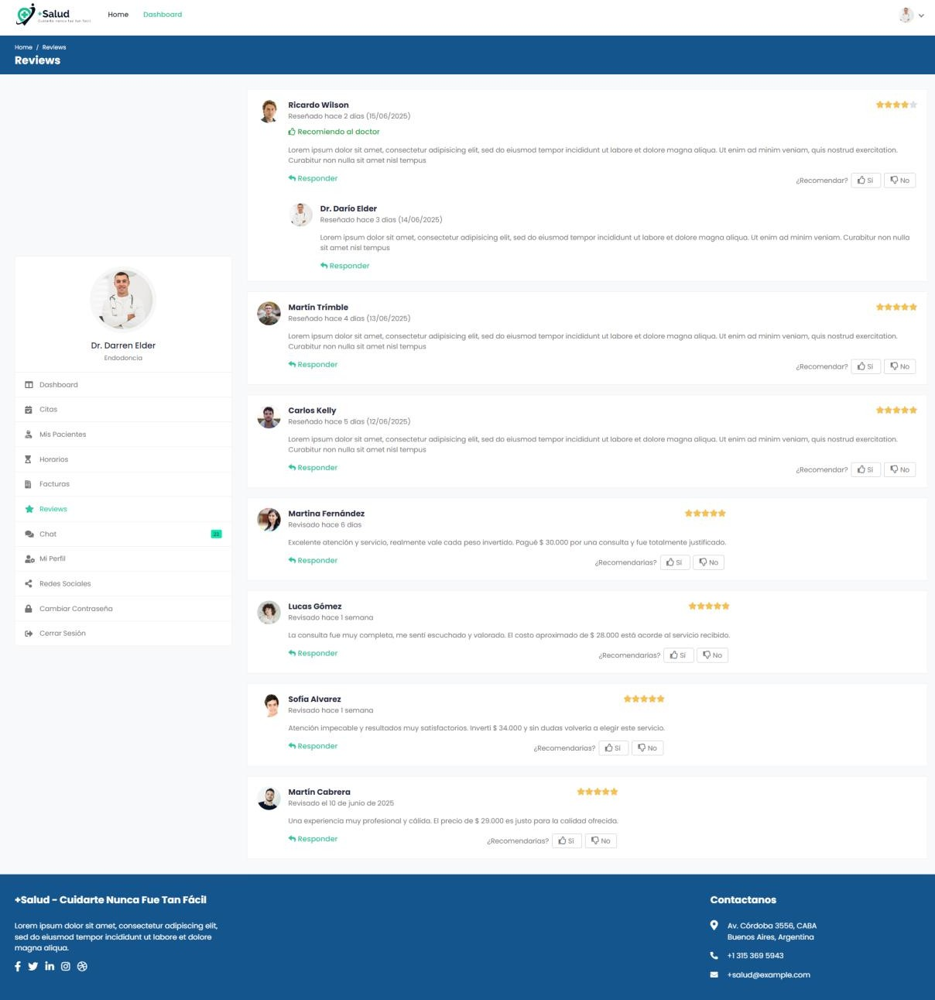 +Salud
Cuidarte nunca fue tan fácil
Home
Dashboard
Home / Reviews
Reviews
Ricardo Wilson
Reseñado hace 2 días (15/06/2025)
Recomiendo al doctor
Lorem ipsum dolor sit amet, consectetur adipisicing elit, sed do eiusmod tempor incididunt ut labore et dolore magna aliqua. Ut enim ad minim veniam, quis nostrud exercitation.
Curabitur non nulla sit amet nisl tempus
Responder
¿Recomendar? Sí No
Dr. Darío Elder
Reseñado hace 3 días (14/06/2025)
Lorem ipsum dolor sit amet, consectetur adipisicing elit, sed do eiusmod tempor incididunt ut labore et dolore magna aliqua. Ut enim ad minim veniam. Curabitur non nulla
sit amet nisl tempus
Responder
Dr. Darren Elder
Endodoncia
Dashboard
Citas
Mis Pacientes
Horarios
Facturas
Reviews
Chat
23
Mi Perfil
Redes Sociales
Cambiar Contraseña
Cerrar Sesión
Martín Trímble
Reseñado hace 4 días (13/06/2025)
Lorem ipsum dolor sit amet, consectetur adipisicing elit, sed do eiusmod tempor incididunt ut labore et dolore magna aliqua. Ut enim ad minim veniam, quis nostrud exercitation.
Curabitur non nulla sit amet nisl tempus
Responder
¿Recomendar? Sí No
Carlos Kelly
Reseñado hace 5 días (12/06/2025)
Lorem ipsum dolor sit amet, consectetur adipisicing elit, sed do eiusmod tempor incididunt ut labore et dolore magna aliqua. Ut enim ad minim veniam, quis nostrud exercitation.
Curabitur non nulla sit amet nisl tempus
Responder
¿Recomendar? Sí No
Martina Fernández
Revisado hace 6 días
Excelente atención y servicio, realmente vale cada peso invertido. Pagué $ 30.000 por una consulta y fue totalmente justificado.
Responder
¿Recomendarías? Sí No
Lucas Gómez
Revisado hace 1 semana
La consulta fue muy completa, me sentí escuchado y valorado. El costo aproximado de $ 28.000 está acorde al servicio recibido.
Responder
¿Recomendarías? Sí No
Sofía Alvarez
Revisado hace 1 semana
Atención impecable y resultados muy satisfactorios. Invertí $ 34.000 y sin dudas volvería a elegir este servicio.
Responder
¿Recomendarías? Sí No
Martín Cabrera
Revisado el 10 de junio de 2025
Una experiencia muy profesional y cálida. El precio de $ 29.000 es justo para la calidad ofrecida.
Responder
¿Recomendarías? Sí No
+Salud - Cuidarte Nunca Fue Tan Fácil
Lorem ipsum dolor sit amet, consectetur adipiscing elit,
sed do eiusmod tempor incididunt ut labore et dolore
magna aliqua.
Contactanos
Av. Córdoba 3556, CABA
Buenos Aires, Argentina
+1 315 369 5943
+salud@example.com